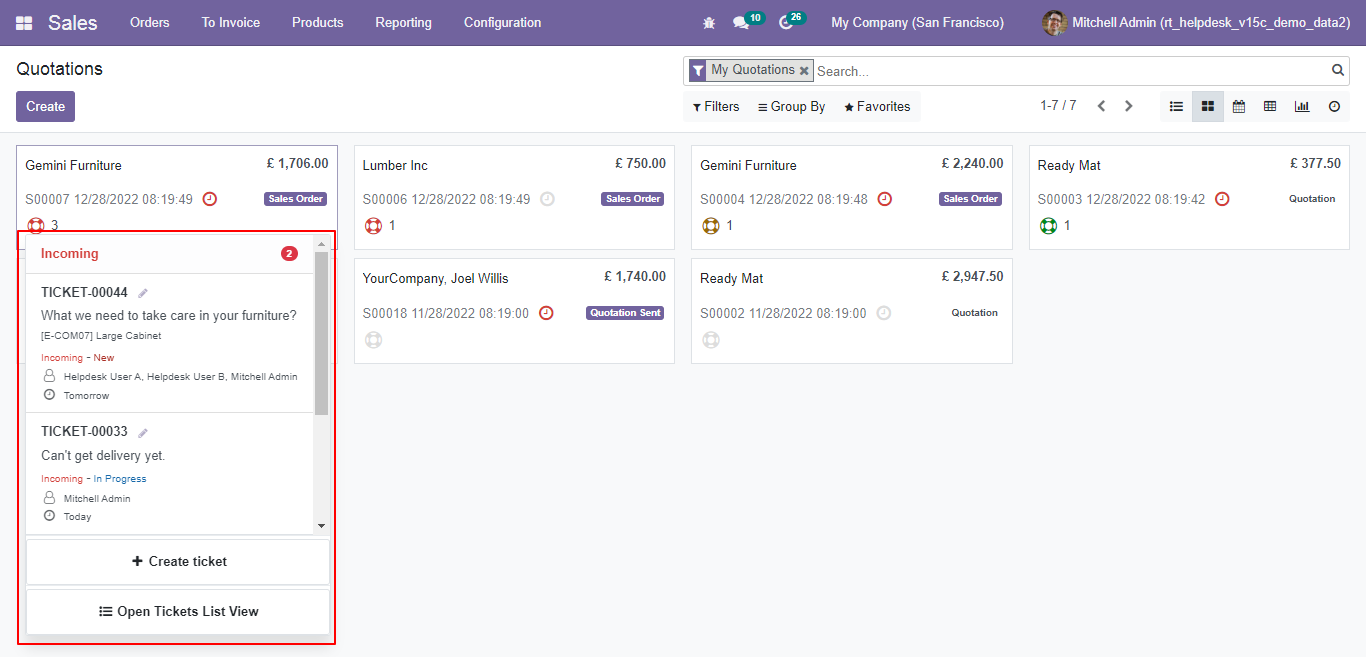 Sales Orders To Invoice Products Reporting Configuration 10 26 My Company (San Francisco) Mitchell Admin (rt_helpdesk_v15c_demo_data2)
Quotations
My Quotations Search...
Create
Filters Group By Favorites 1-7 / 7
Gemini Furniture £ 1,706.00
S00007 12/28/2022 08:19:49 Sales Order
3
Lumber Inc £ 750.00
S00006 12/28/2022 08:19:49 Sales Order
1
Gemini Furniture £ 2,240.00
S00004 12/28/2022 08:19:48 Sales Order
1
Ready Mat £ 377.50
S00003 12/28/2022 08:19:42 Quotation
1
Incoming 2
TICKET-00044
What we need to take care in your furniture?
[E-COM07] Large Cabinet
Incoming - New
Helpdesk User A, Helpdesk User B, Mitchell Admin
Tomorrow
TICKET-00033
Can't get delivery yet.
Incoming - In Progress
Mitchell Admin
Today
Create ticket
Open Tickets List View
YourCompany, Joel Willis £ 1,740.00
S00018 11/28/2022 08:19:00 Quotation Sent
Ready Mat £ 2,947.50
S00002 11/28/2022 08:19:00 Quotation